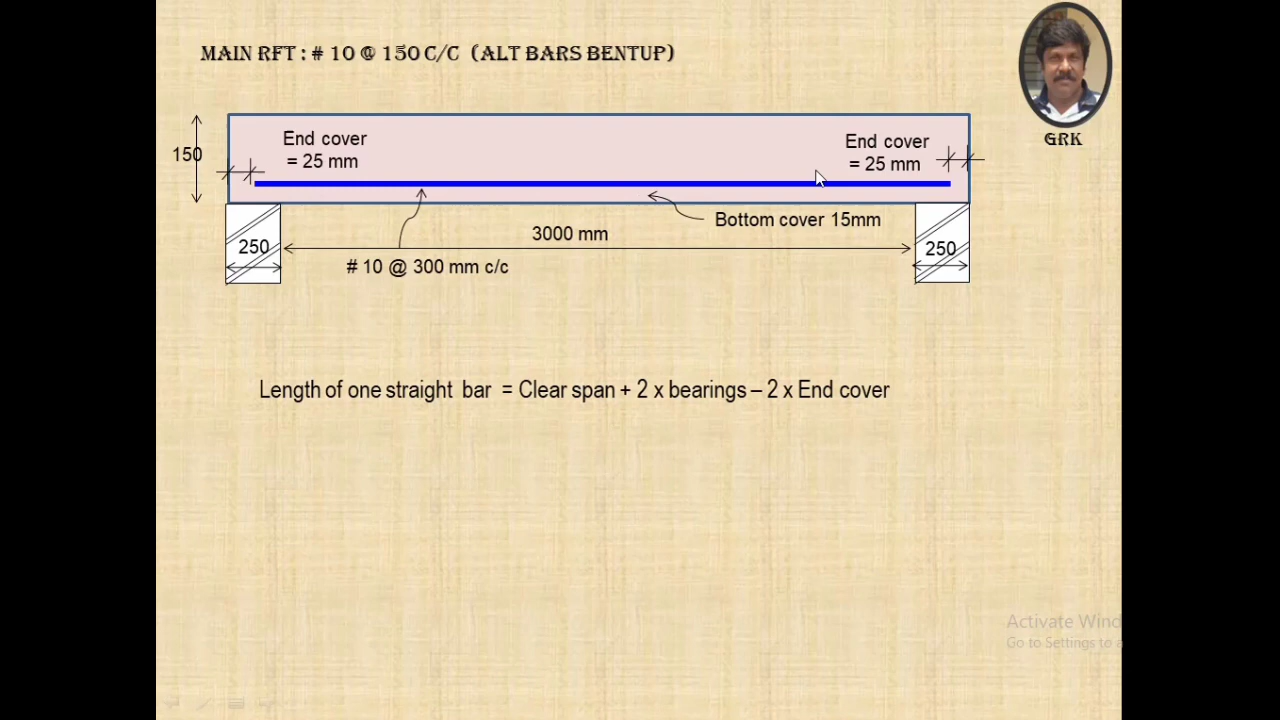 MAIN RFT : # 10 @ 150 C/C (ALT BARS BENTUP)
GRK
End cover
= 25 mm
End cover
= 25 mm
150
Bottom cover 15mm
3000 mm
250
250
# 10 @ 300 mm c/c
Length of one straight bar = Clear span + 2 x bearings – 2 x End cover
Activate Wind
Go to Settings to a